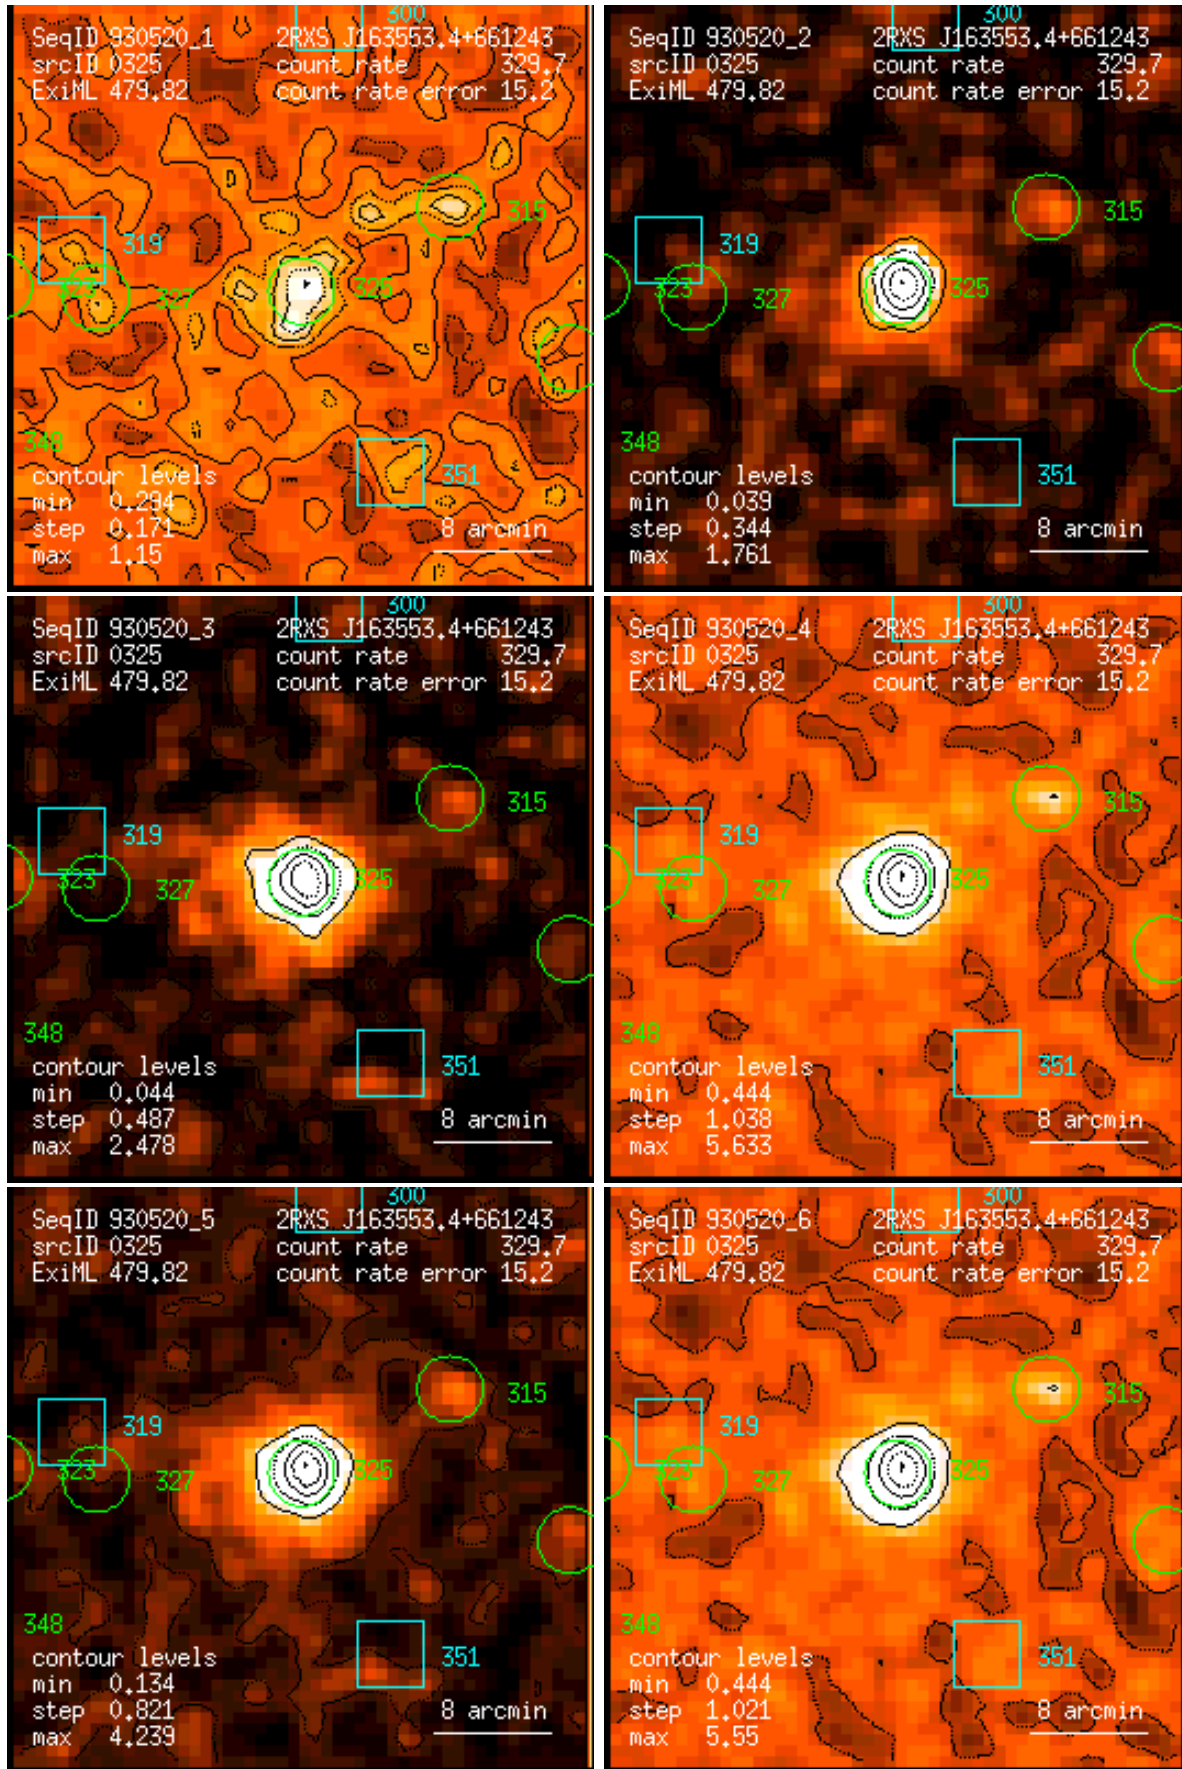 300
SeqID 930520_1 2RXS J163553.4+661243
srcID 0325 count rate 329.7
ExiML 479.82 count rate error 15.2
315
319
323 327 325
348
contour levels 351
min 0.294
step 0.171 8 arcmin
max 1.15
300
SeqID 930520_2 2RXS J163553.4+661243
srcID 0325 count rate 329.7
ExiML 479.82 count rate error 15.2
315
319
323 327 325
348
contour levels 351
min 0.039
step 0.344 8 arcmin
max 1.761
300
SeqID 930520_3 2RXS J163553.4+661243
srcID 0325 count rate 329.7
ExiML 479.82 count rate error 15.2
315
319
323 327 325
348
contour levels 351
min 0.044
step 0.487 8 arcmin
max 2.478
300
SeqID 930520_4 2RXS J163553.4+661243
srcID 0325 count rate 329.7
ExiML 479.82 count rate error 15.2
315
319
323 327 325
348
contour levels 351
min 0.444
step 1.038 8 arcmin
max 5.633
300
SeqID 930520_5 2RXS J163553.4+661243
srcID 0325 count rate 329.7
ExiML 479.82 count rate error 15.2
315
319
323 327 325
348
contour levels 351
min 0.134
step 0.821 8 arcmin
max 4.239
300
SeqID 930520_6 2RXS J163553.4+661243
srcID 0325 count rate 329.7
ExiML 479.82 count rate error 15.2
315
319
323 327 325
348
contour levels 351
min 0.444
step 1.021 8 arcmin
max 5.55